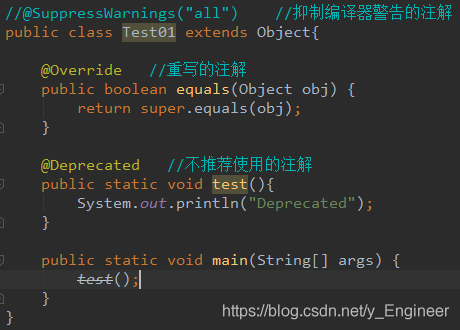 //@SuppressWarnings("all")    //抑制编译器警告的注解
public class Test01 extends Object{
    @Override   //重写的注解
    public boolean equals(Object obj) {
        return super.equals(obj);
    }
    @Deprecated   //不推荐使用的注解
    public static void test(){
        System.out.println("Deprecated");
    }
    public static void main(String[] args) {
        test();
    }
}
https://blog.csdn.net/y_Engineer